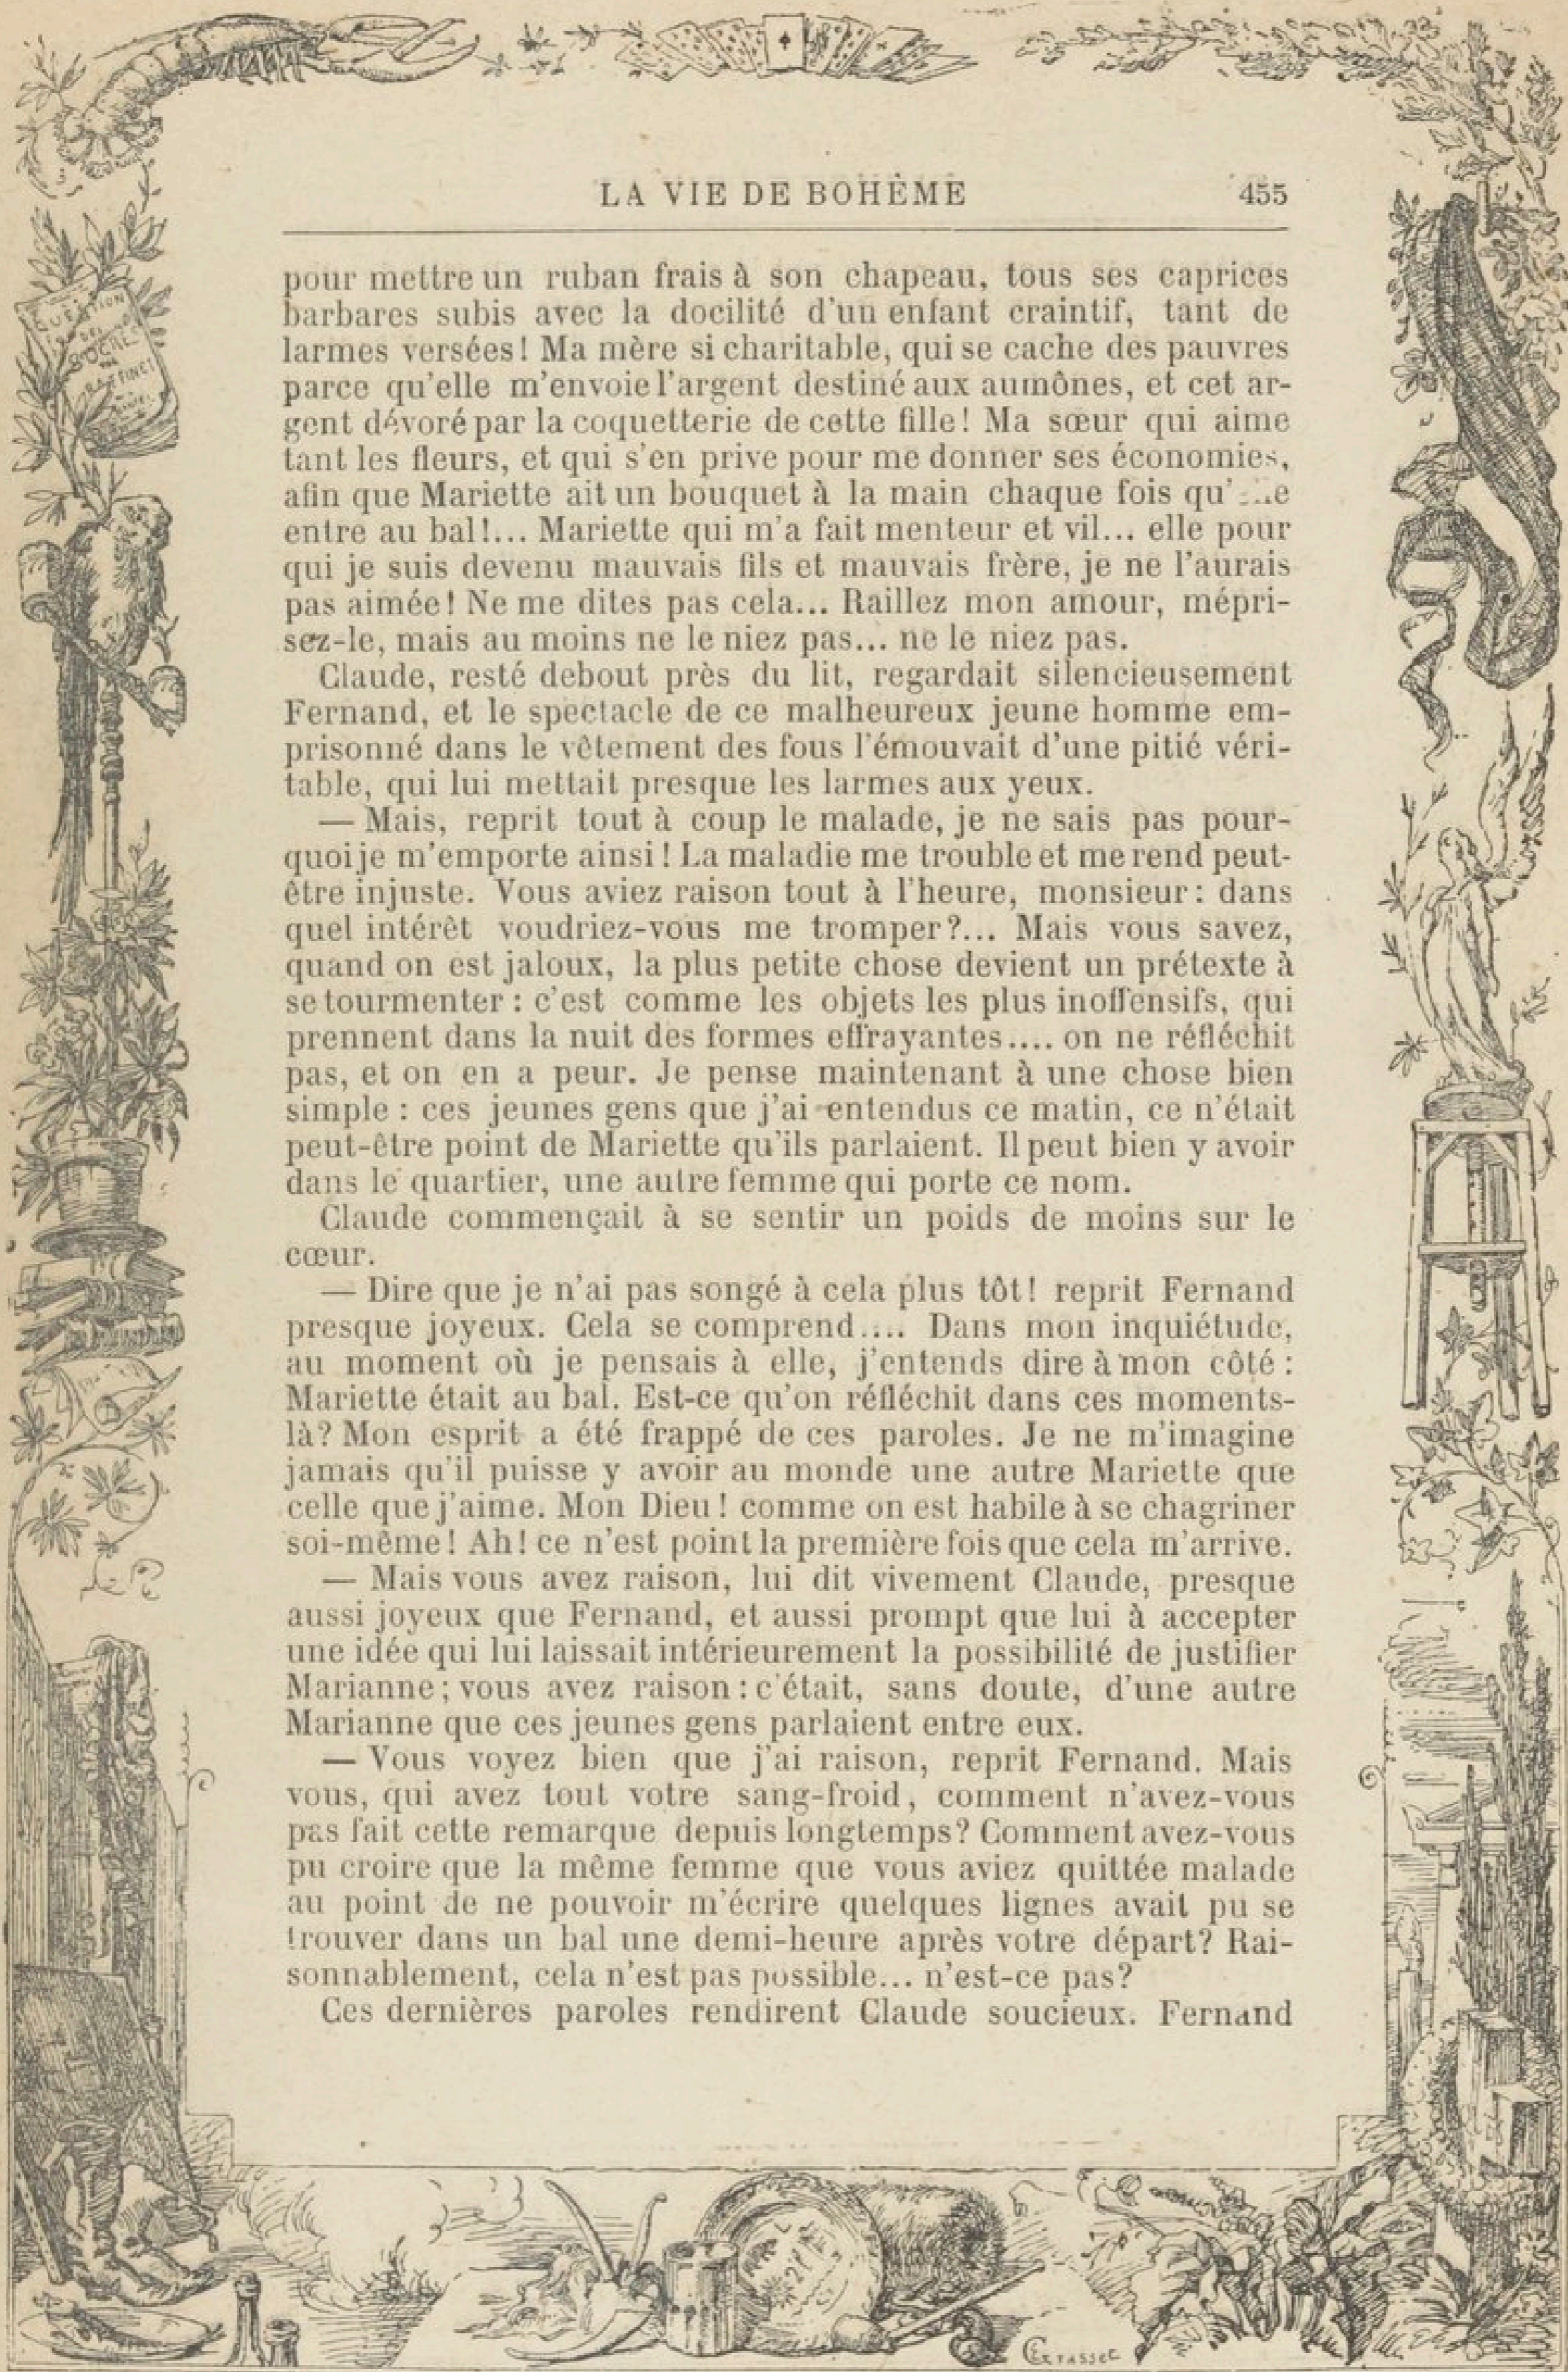 LA VIE DE BOHÈME 455
pour mettre un ruban frais à son chapeau, tous ses caprices
barbares subis avec la docilité d'un enfant craintif, tant de
larmes versées! Ma mère si charitable, qui se cache des pauvres
parce qu'elle m'envoie l'argent destiné aux aumônes, et cet ar-
gent dévoré par la coquetterie de cette fille! Ma sœur qui aime
tant les fleurs, et qui s'en prive pour me donner ses économies,
afin que Mariette ait un bouquet à la main chaque fois
entre au bal!... Mariette qui m'a fait menteur et vil... elle pour
qui je suis devenu mauvais fils et mauvais frère, je ne l'aurais
pas aimée! Ne me dites pas cela... Raillez mon amour, mépri-
sez-le, mais au moins ne le niez pas... ne le niez pas.
Claude, resté debout près du lit, regardait silencieusement
Fernand, et le spectacle de ce malheureux jeune homme em-
prisonné dans le vêtement des fous l'émouvait d'une pitié véri-
table, qui lui mettait presque les larmes aux yeux.
— Mais, reprit tout à coup le malade, je ne sais pas pour-
quoi je m'emporte ainsi! La maladie me trouble et me rend peut-
être injuste. Vous aviez raison tout à l'heure, monsieur: dans
quel intérêt voudriez-vous me tromper?... Mais vous savez,
quand on est jaloux, la plus petite chose devient un prétexte à
se tourmenter : c'est comme les objets les plus inoffensifs, qui
prennent dans la nuit des formes effrayantes.... on ne réfléchit
pas, et on en a peur. Je pense maintenant à une chose bien
simple : ces jeunes gens que j'ai entendus ce matin, ce n'était
peut-être point de Mariette qu'ils parlaient. Il peut bien y avoir
dans le quartier, une autre femme qui porte ce nom.
Claude commençait à se sentir un poids de moins sur le
cœur.
— Dire que je n'ai pas songé à cela plus tôt! reprit Fernand
presque joyeux. Cela se comprend.... Dans mon inquiétude,
au moment où je pensais à elle, j'entends dire à mon côté :
Mariette était au bal. Est-ce qu'on réfléchit dans ces moments-
là? Mon esprit a été frappé de ces paroles. Je ne m'imagine
jamais qu'il puisse y avoir au monde une autre Mariette que
celle que j'aime. Mon Dieu! comme on est habile à se chagriner
soi-même! Ah! ce n'est point la première fois que cela m'arrive.
— Mais vous avez raison, lui dit vivement Claude, presque
aussi joyeux que Fernand, et aussi prompt que lui à accepter
une idée qui lui laissait intérieurement la possibilité de justifier
Marianne; vous avez raison: c'était, sans doute, d'une autre
Marianne que ces jeunes gens parlaient entre eux.
— Vous voyez bien que j'ai raison, reprit Fernand. Mais
vous, qui avez tout votre sang-froid, comment n'avez-vous
pas fait cette remarque depuis longtemps? Comment avez-vous
pu croire que la même femme que vous aviez quittée malade
au point de ne pouvoir m'écrire quelques lignes avait pu se
trouver dans un bal une demi-heure après votre départ? Rai-
sonnablement, cela n'est pas possible... n'est-ce pas?
Ces dernières paroles rendirent Claude soucieux. Fernand